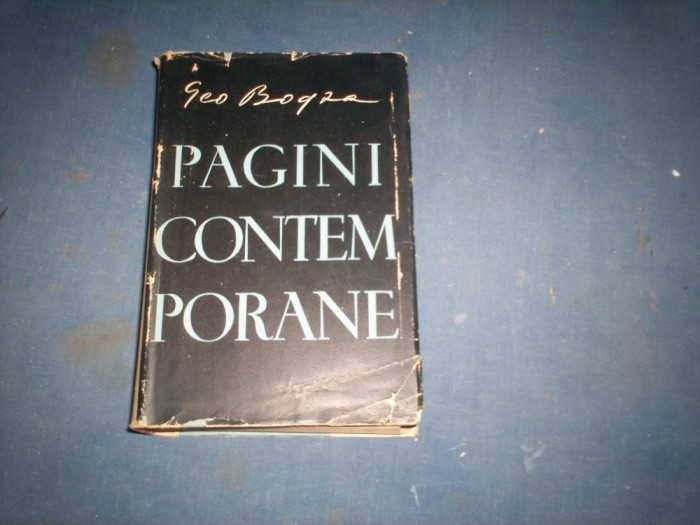 Geo Bogza
PAGINI
CONTEM
PORANE